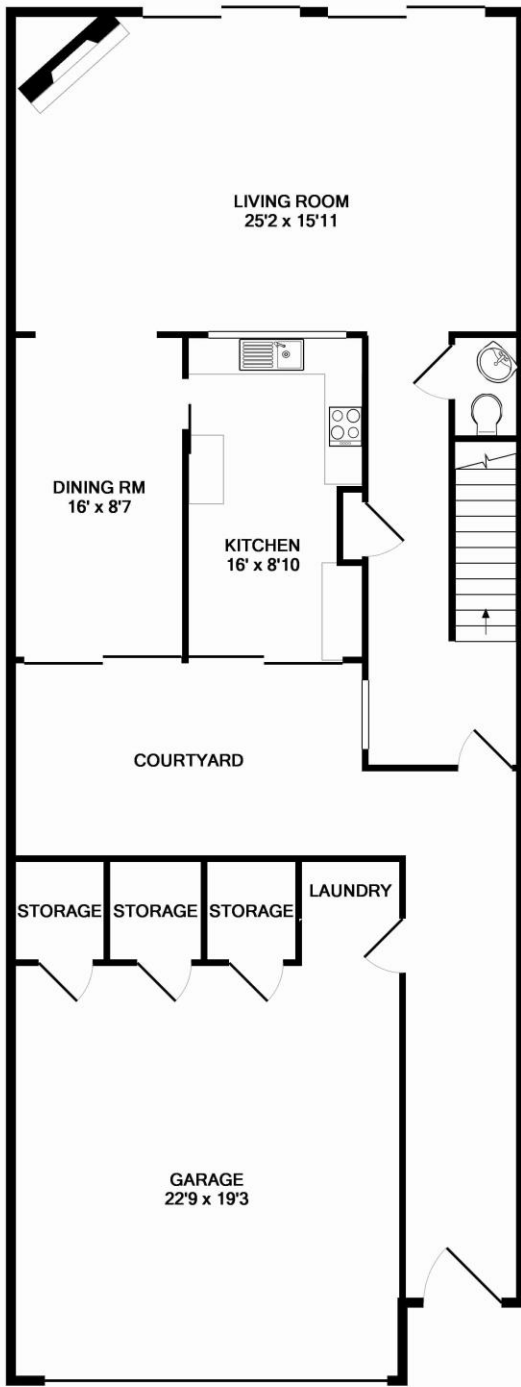 LIVING ROOM
25'2 x 15'11
DINING RM
16' x 8'7
KITCHEN
16' x 8'10
COURTYARD
STORAGE
STORAGE
STORAGE
LAUNDRY
GARAGE
22'9 x 19'3